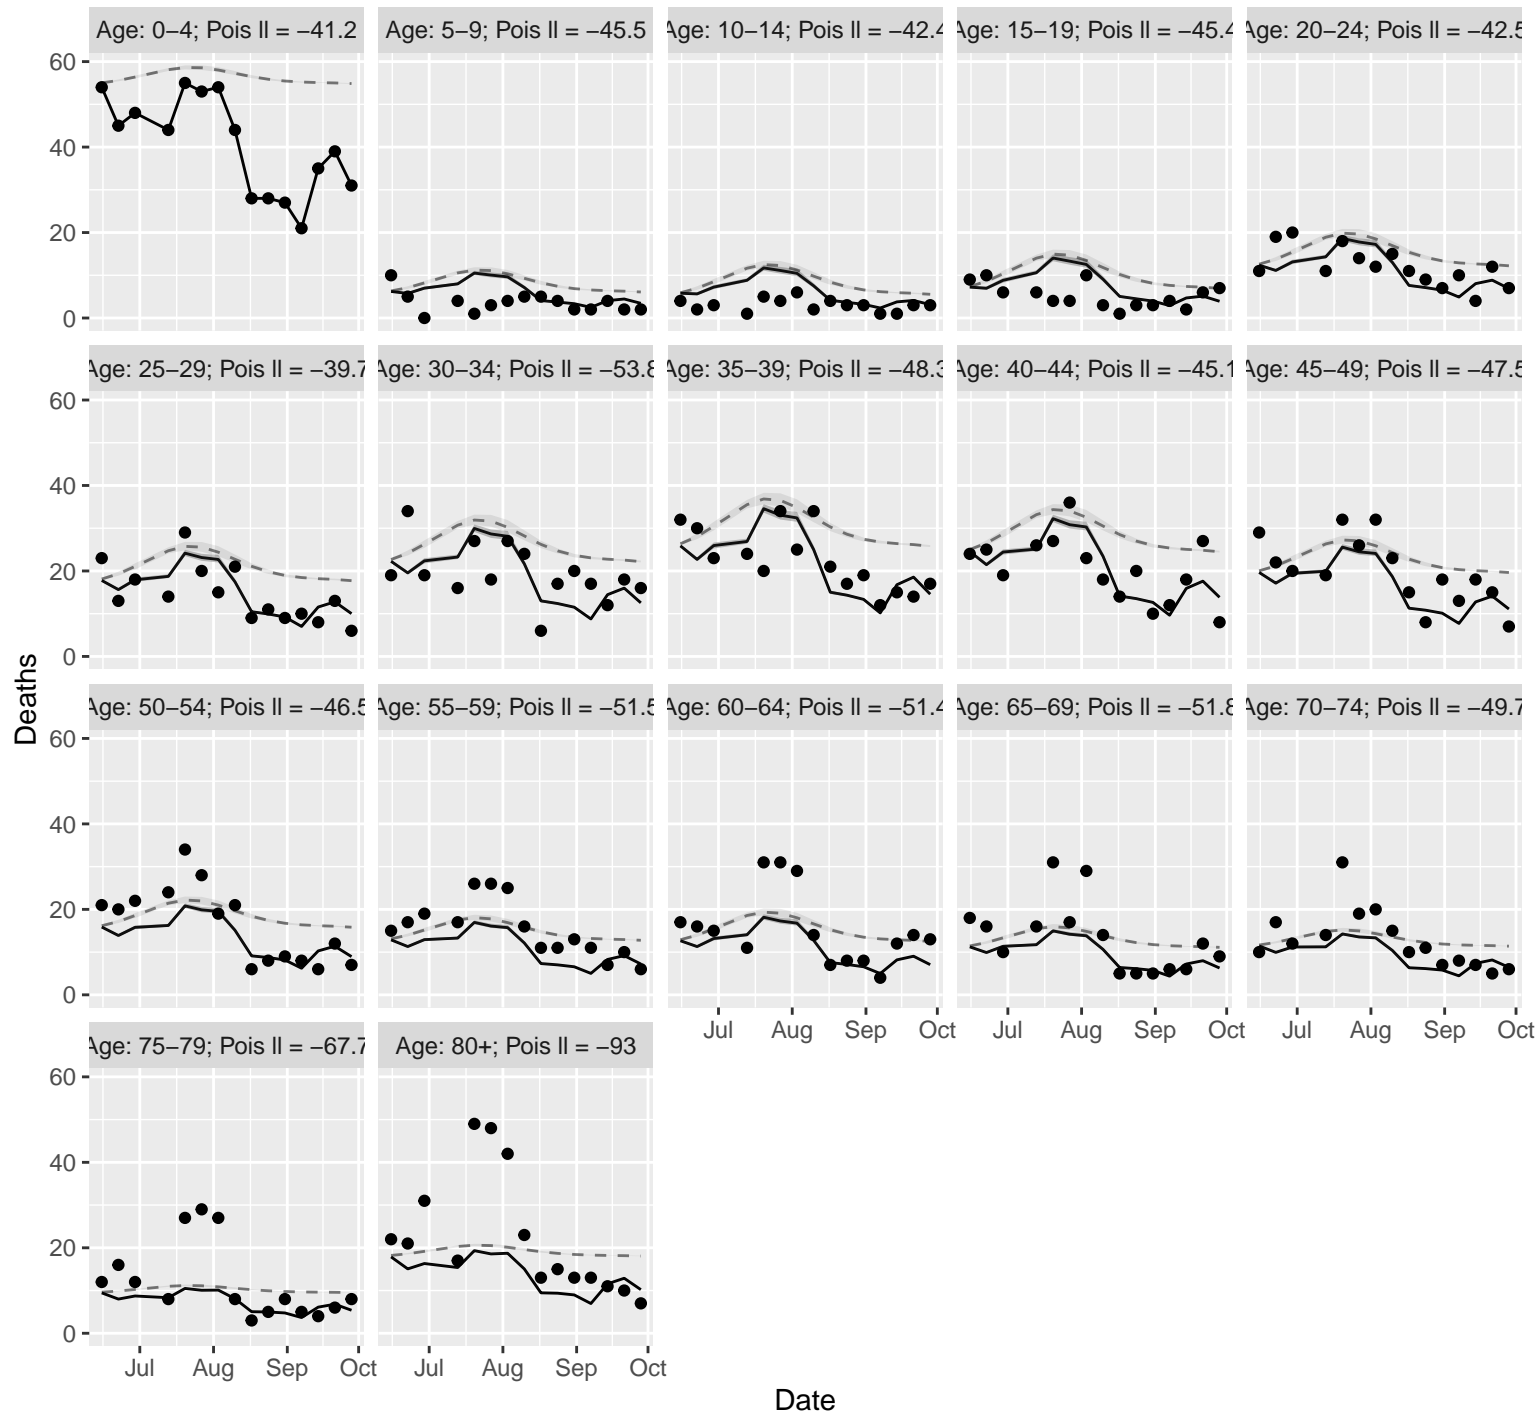 Age: 0−4; Pois ll = −41.2
Age: 5−9; Pois ll = −45.5
Age: 10−14; Pois ll = −42.4
Age: 15−19; Pois ll = −45.4
Age: 20−24; Pois ll = −42.5
60
40
20
0
Age: 25−29; Pois ll = −39.7
Age: 30−34; Pois ll = −53.8
Age: 35−39; Pois ll = −48.3
Age: 40−44; Pois ll = −45.1
Age: 45−49; Pois ll = −47.5
60
40
20
0
Deaths
Age: 50−54; Pois ll = −46.5
Age: 55−59; Pois ll = −51.5
Age: 60−64; Pois ll = −51.4
Age: 65−69; Pois ll = −51.8
Age: 70−74; Pois ll = −49.7
60
40
20
0
Jul Aug Sep Oct
Jul Aug Sep Oct
Jul Aug Sep Oct
Age: 75−79; Pois ll = −67.7
Age: 80+; Pois ll = −93
60
40
20
0
Jul Aug Sep Oct
Jul Aug Sep Oct
Date